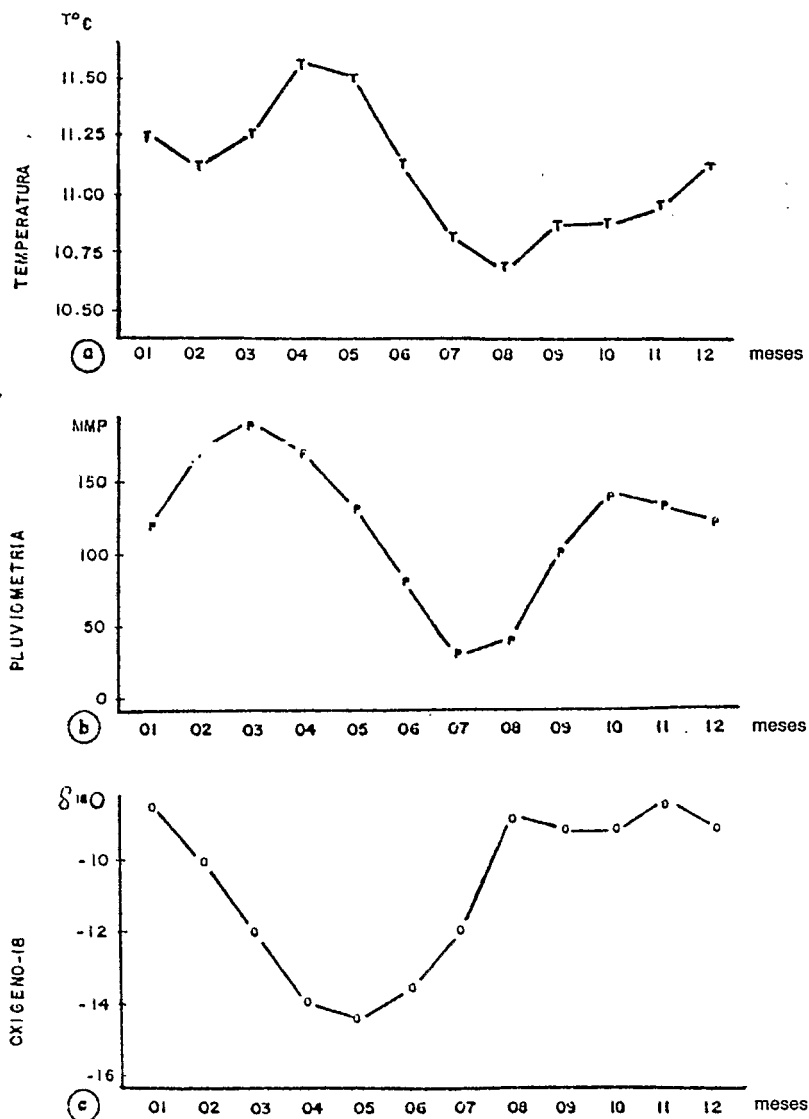 T°C
11.50
11.25
11.00
10.75
10.50
TEMPERATURA
T T T T T T T T T T T T
a 01 02 03 04 05 06 07 08 09 10 11 12 meses
MMP
150
100
50
0
PLUVIOMETRIA
P P P P P P P P P P P
b 01 02 03 04 05 06 07 08 09 10 11 12 meses
δ18O
-10
-12
-14
-16
OXIGENO-18
O O O O O O O O O O O O
c 01 02 03 04 05 06 07 08 09 10 11 12 meses